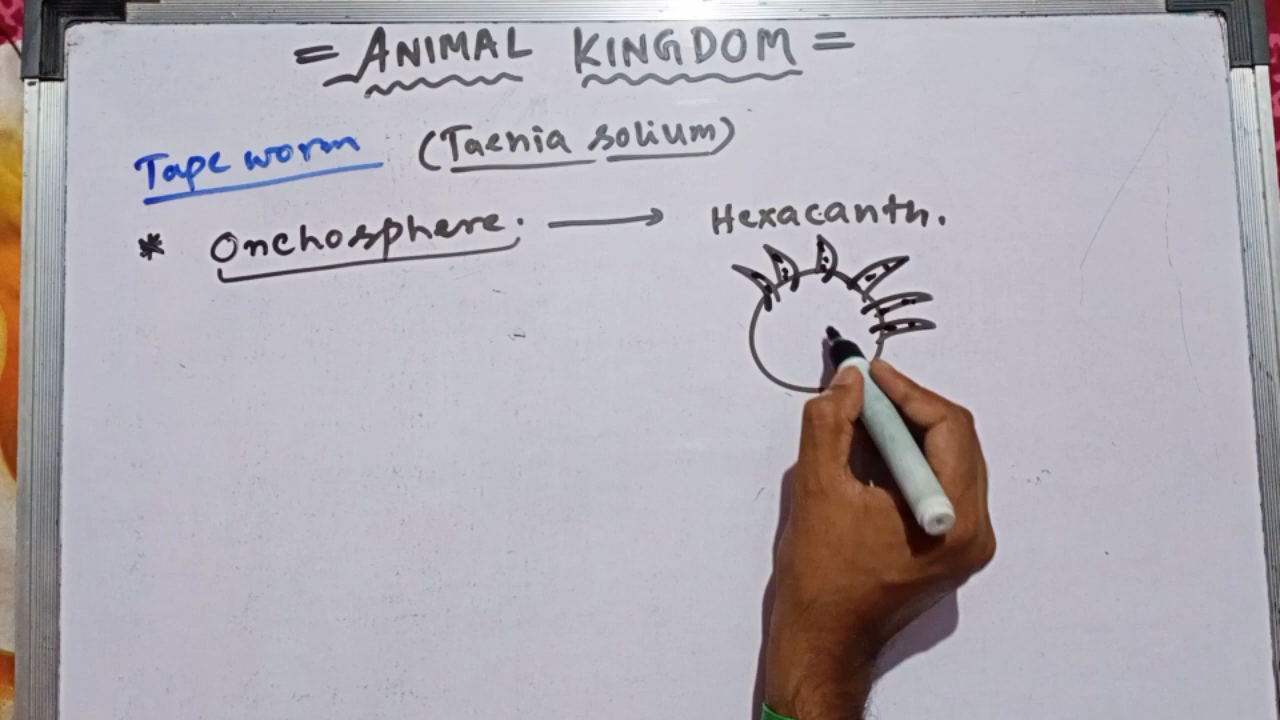 = ANIMAL KINGDOM =
Tape worm (Taenia solium)
* Onchosphere. → Hexacanth.